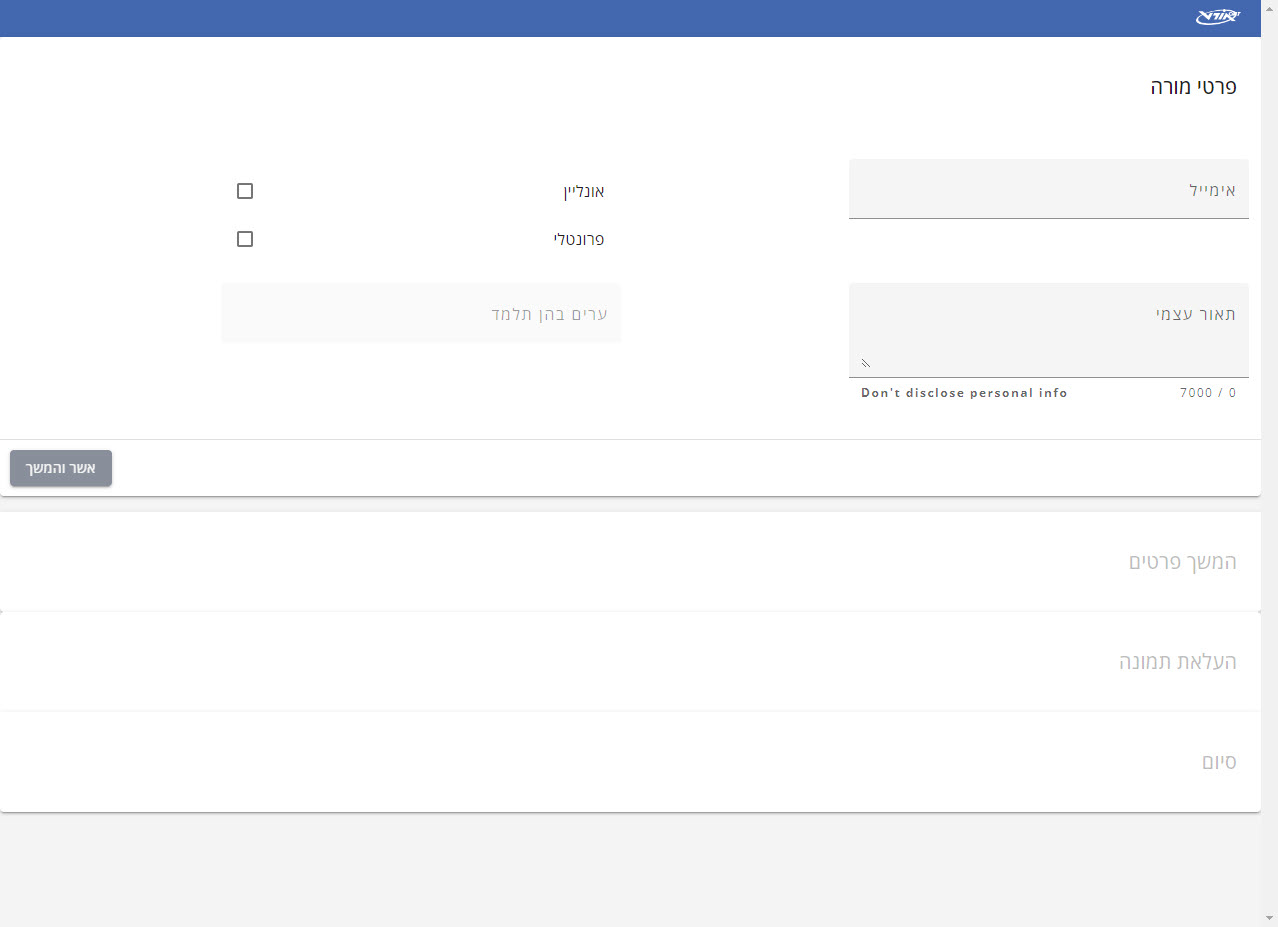 פרטי מורה
אימייל
אונליין
פרונטלי
תאור עצמי
ערים בהן תלמד
7000 / 0
Don't disclose personal info
אשר והמשך
המשך פרטים
העלאת תמונה
סיום